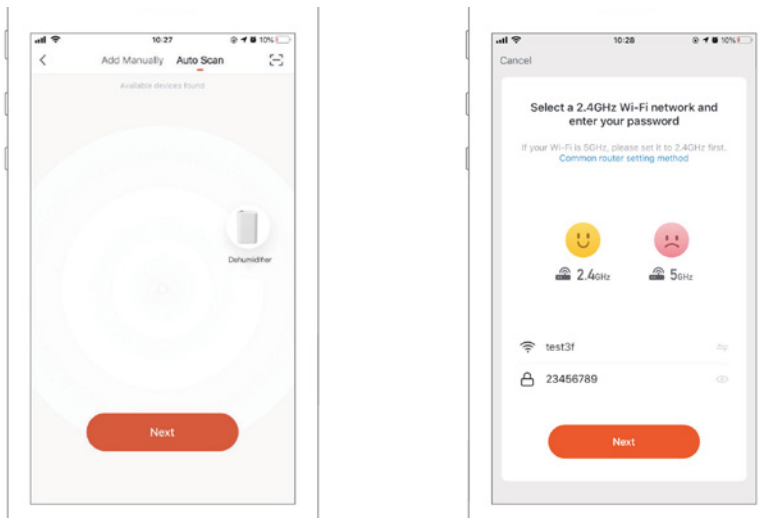 10:27
10%
Add Manually Auto Scan
Available devices found
Dehumidifier
Next
10:28
10%
Cancel
Select a 2.4GHz Wi-Fi network and
enter your password
If your Wi-Fi is 5GHz, please set it to 2.4GHz first.
Common router setting method
2.4GHz 5GHz
test3f
23456789
Next